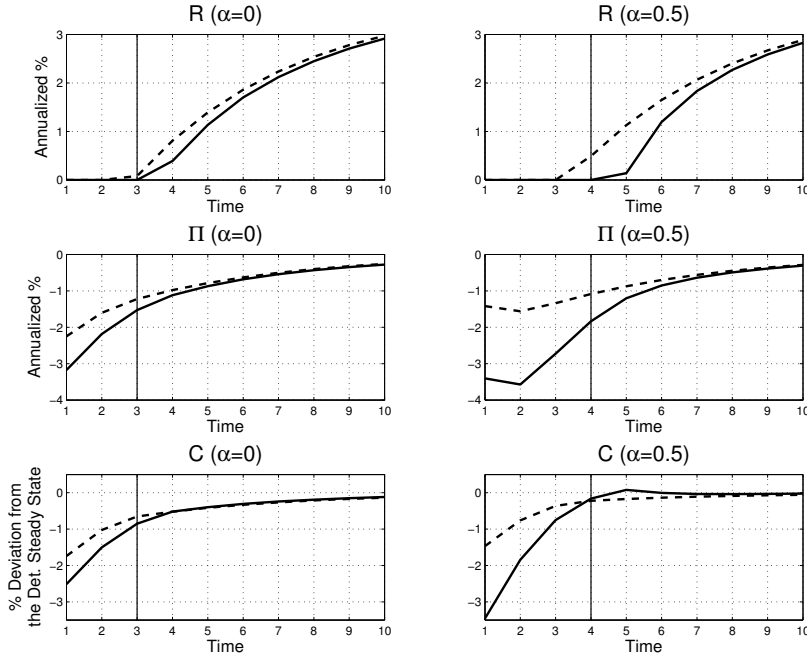 R (α=0)
Annualized %
3
2
1
0
1 2 3 4 5 6 7 8 9 10
Time
R (α=0.5)
3
2
1
0
1 2 3 4 5 6 7 8 9 10
Time
Π (α=0)
Annualized %
0
−1
−2
−3
−4
1 2 3 4 5 6 7 8 9 10
Time
Π (α=0.5)
0
−1
−2
−3
−4
1 2 3 4 5 6 7 8 9 10
Time
C (α=0)
% Deviation from
the Det. Steady State
0
−1
−2
−3
1 2 3 4 5 6 7 8 9 10
Time
C (α=0.5)
0
−1
−2
−3
1 2 3 4 5 6 7 8 9 10
Time